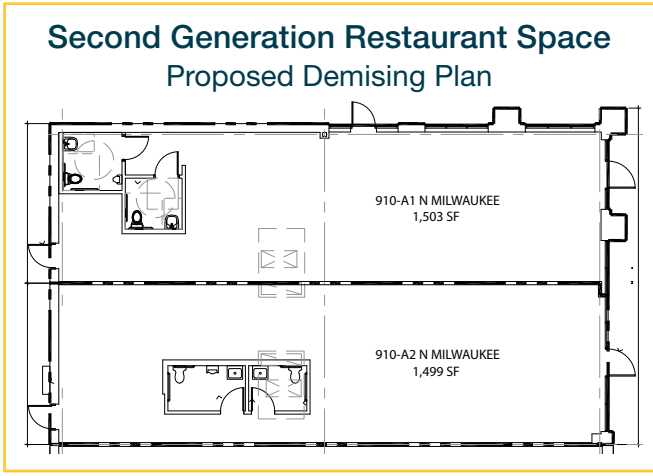 Second Generation Restaurant Space
Proposed Demising Plan
910-A1 N MILWAUKEE
1,503 SF
910-A2 N MILWAUKEE
1,499 SF